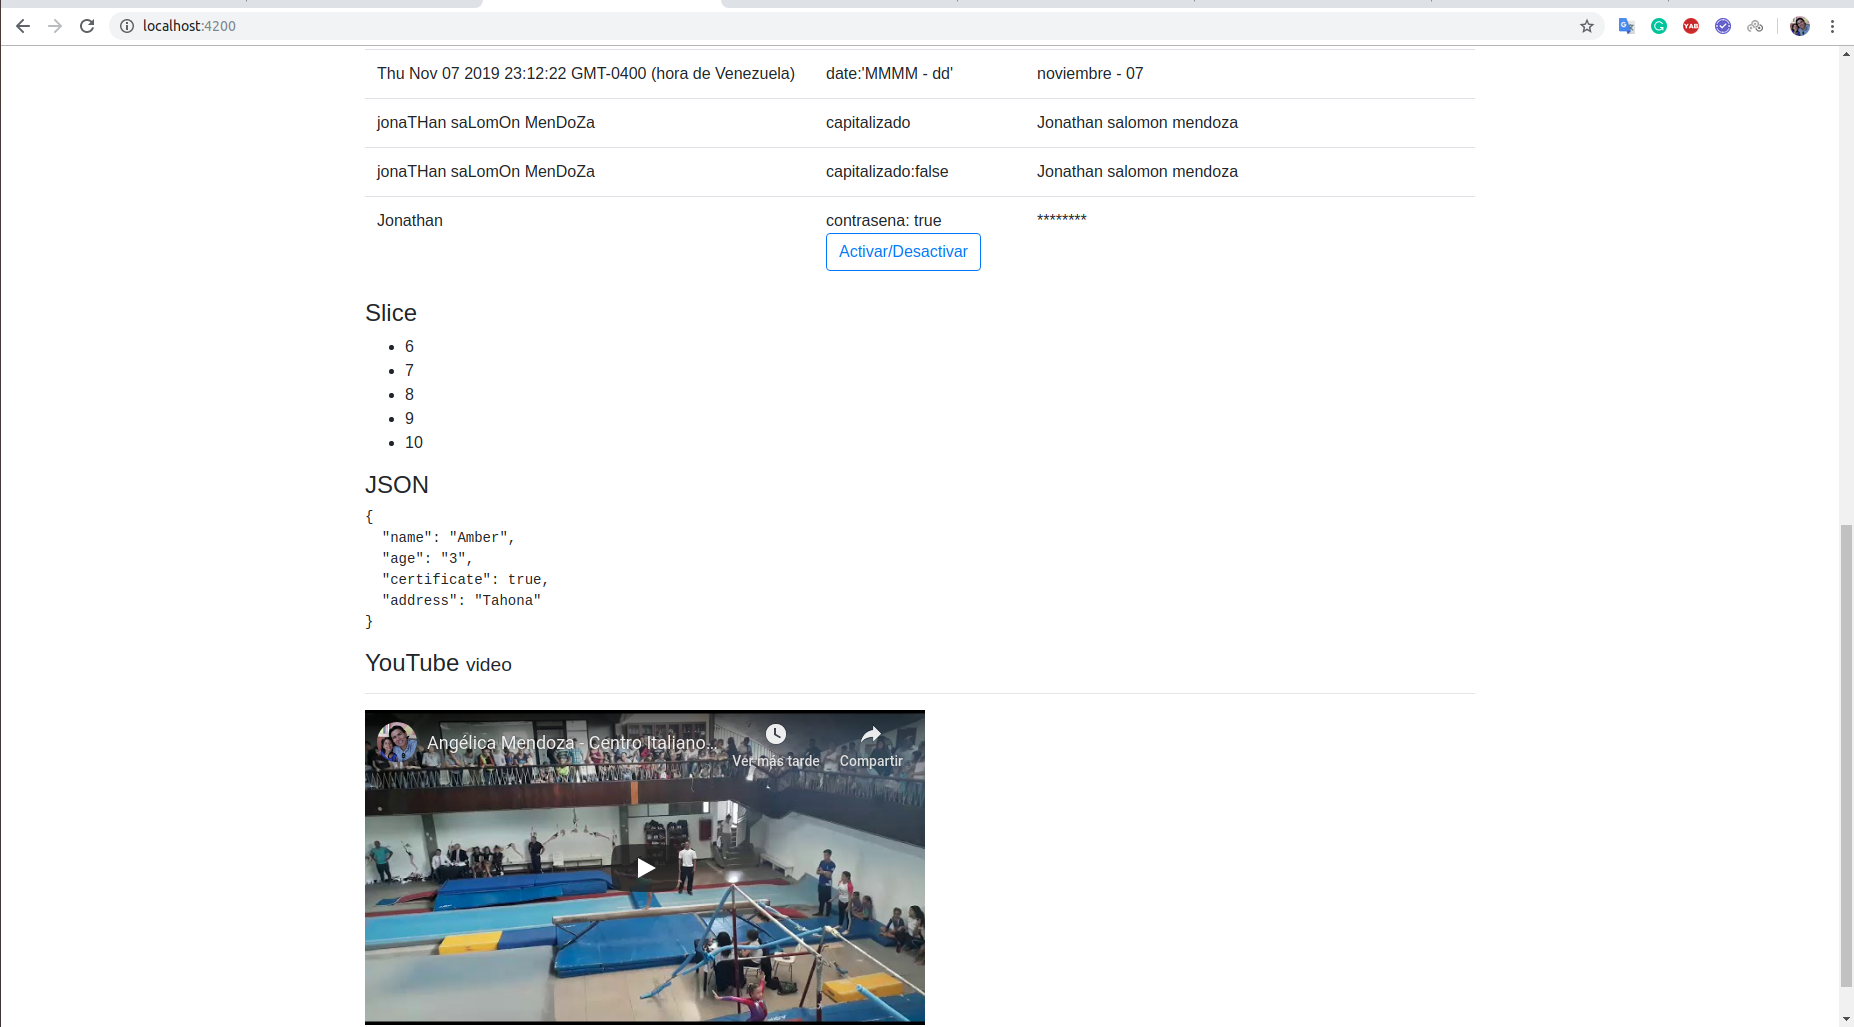 localhost:4200
YAB
Thu Nov 07 2019 23:12:22 GMT-0400 (hora de Venezuela) date:'MMMM - dd' noviembre - 07
jonaTHan saLomOn MenDoZa capitalizado Jonathan salomon mendoza
jonaTHan saLomOn MenDoZa capitalizado:false Jonathan salomon mendoza
Jonathan contrasena: true ********
Activar/Desactivar
Slice
6
7
8
9
10
JSON
{
"name": "Amber",
"age": "3",
"certificate": true,
"address": "Tahona"
}
YouTube video
Angélica Mendoza - Centro Italiano...
Ver más tarde
Compartir